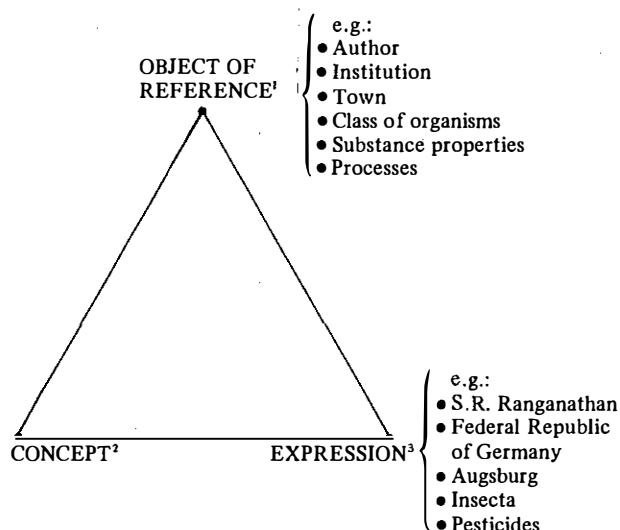 OBJECT OF
REFERENCE¹
e.g.:
● Author
● Institution
● Town
● Class of organisms
● Substance properties
● Processes
CONCEPT²
EXPRESSION³
e.g.:
● S.R. Ranganathan
● Federal Republic
of Germany
● Augsburg
● Insecta
● Pesticides